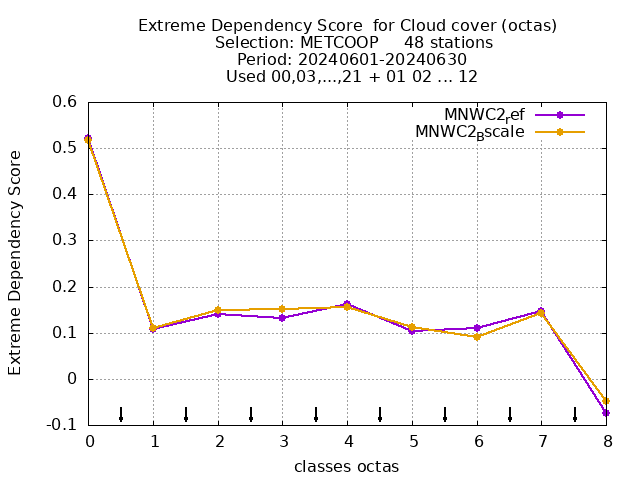 Extreme Dependency Score  for Cloud cover (octas)
Selection: METCOOP     48 stations
Period: 20240601-20240630
Used 00,03,...,21 + 01 02 ... 12
MNWC2_ref
MNWC2_Bscale
Extreme Dependency Score
0.6
0.5
0.4
0.3
0.2
0.1
0
-0.1
0 1 2 3 4 5 6 7 8
classes octas